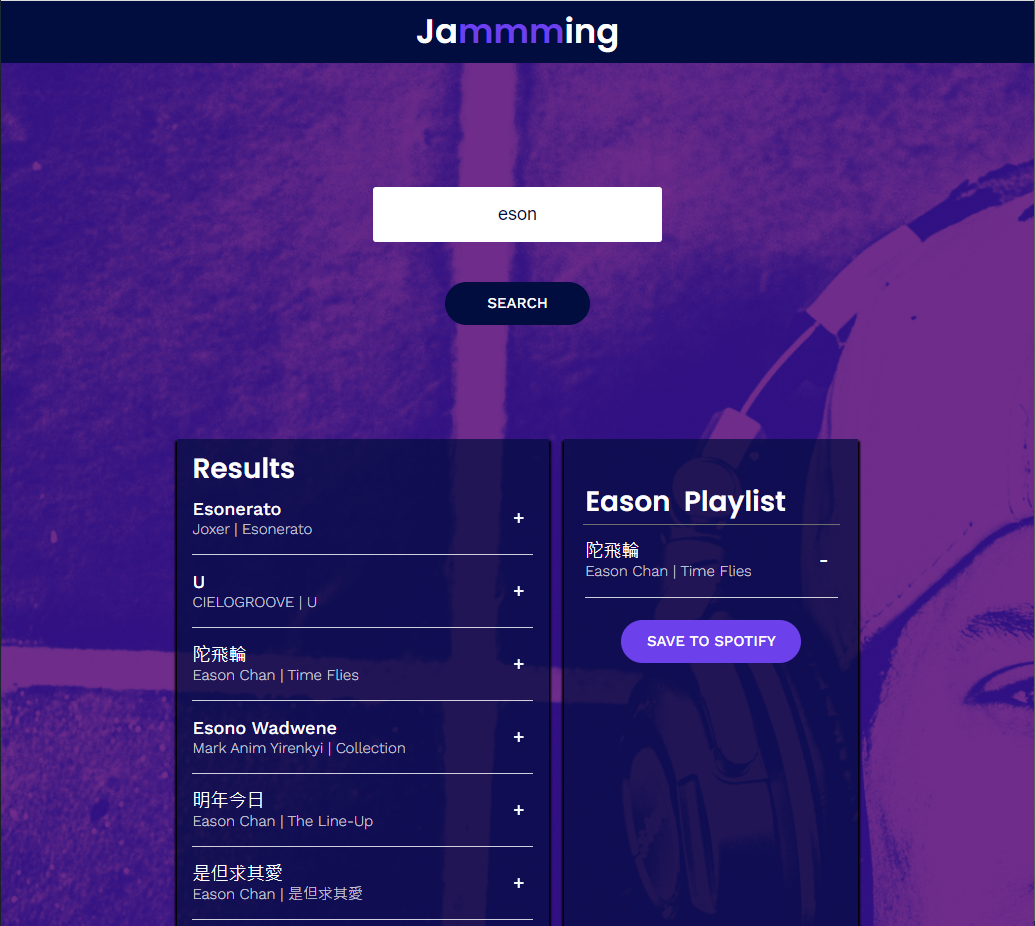 Jammming
eson
SEARCH
Results
Esonerato
Joxer | Esonerato
+
U
CIELOGROOVE | U
+
陀飛輪
Eason Chan | Time Flies
+
Esono Wadwene
Mark Anim Yirenkyi | Collection
+
明年今日
Eason Chan | The Line-Up
+
是但求其愛
Eason Chan | 是但求其愛
+
Eason Playlist
陀飛輪
Eason Chan | Time Flies
-
SAVE TO SPOTIFY